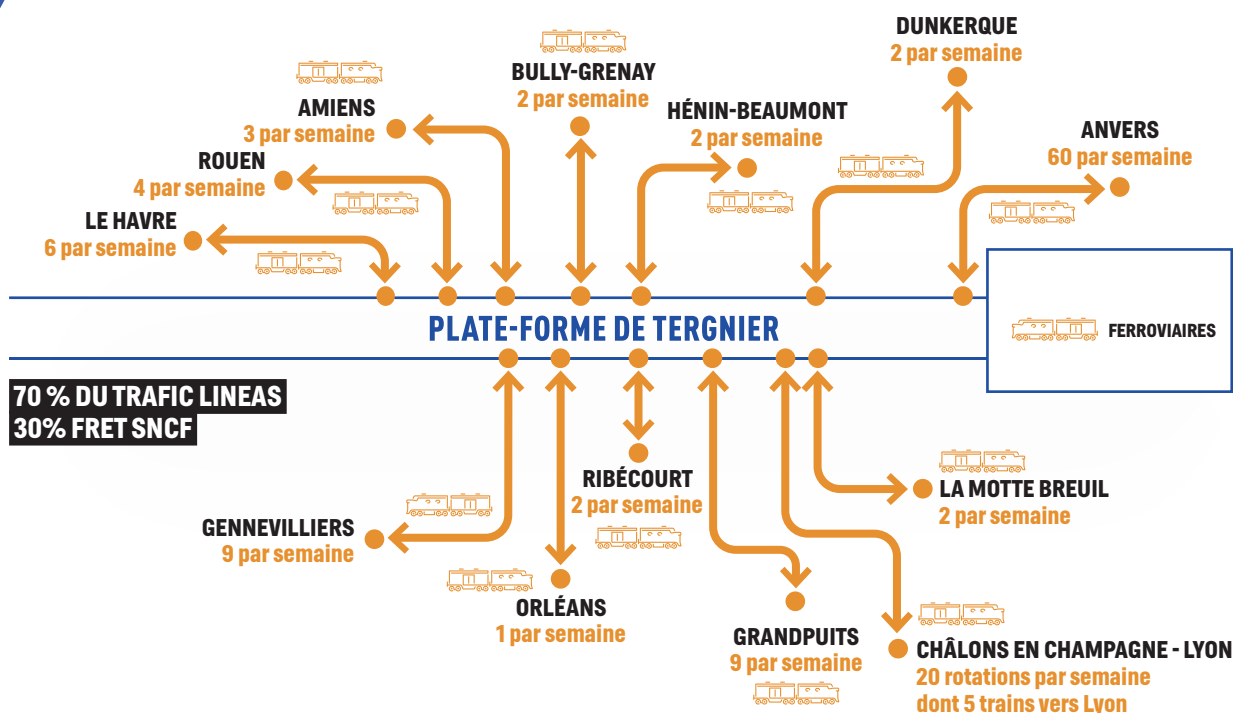 DUNKERQUE
2 par semaine
BULLY-GRENAY
2 par semaine
AMIENS
3 par semaine
HÉNIN-BEAUMONT
2 par semaine
ANVERS
60 par semaine
ROUEN
4 par semaine
LE HAVRE
6 par semaine
PLATE-FORME DE TERGNIER
FERROVIAIRES
70 % DU TRAFIC LINEAS
30% FRET SNCF
GENNEVILLIERS
9 par semaine
ORLÉANS
1 par semaine
RIBÉCOURT
2 par semaine
GRANDPUITS
9 par semaine
LA MOTTE BREUIL
2 par semaine
CHÂLONS EN CHAMPAGNE - LYON
20 rotations par semaine
dont 5 trains vers Lyon